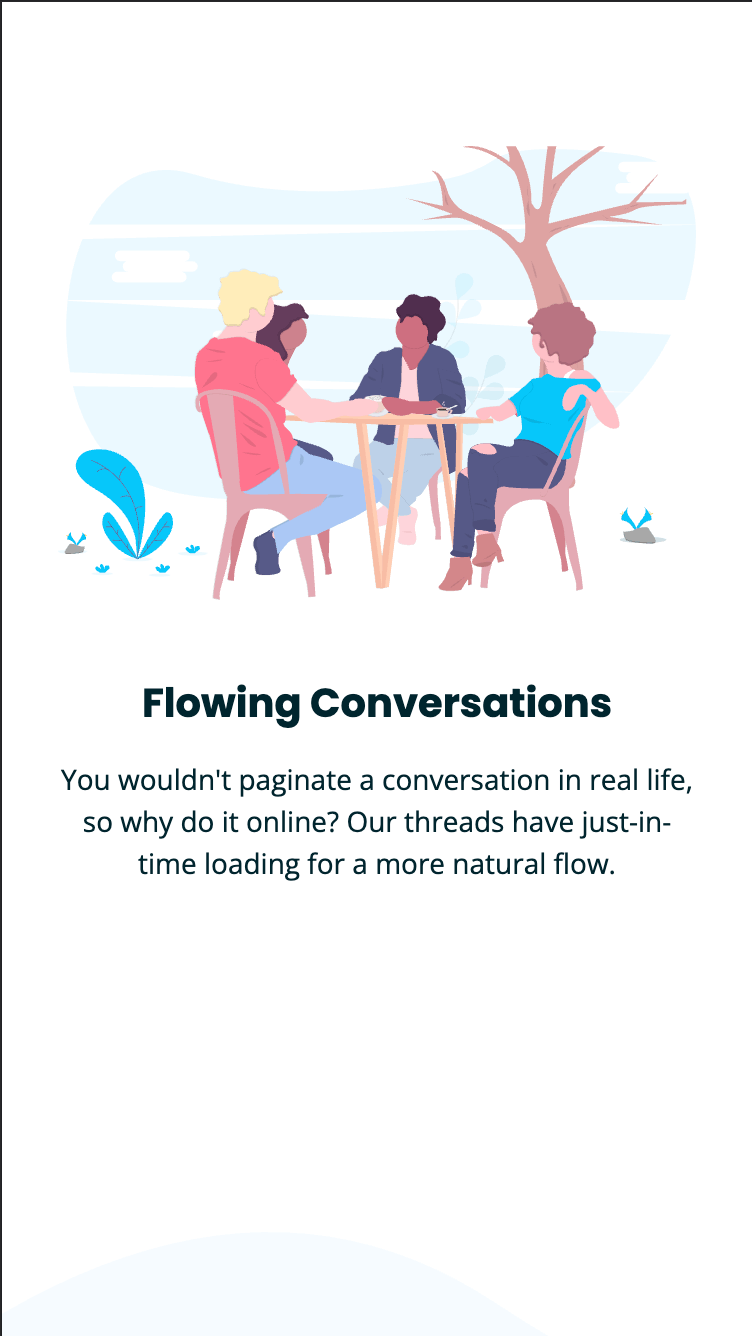 Flowing Conversations
You wouldn't paginate a conversation in real life,
so why do it online? Our threads have just-in-
time loading for a more natural flow.